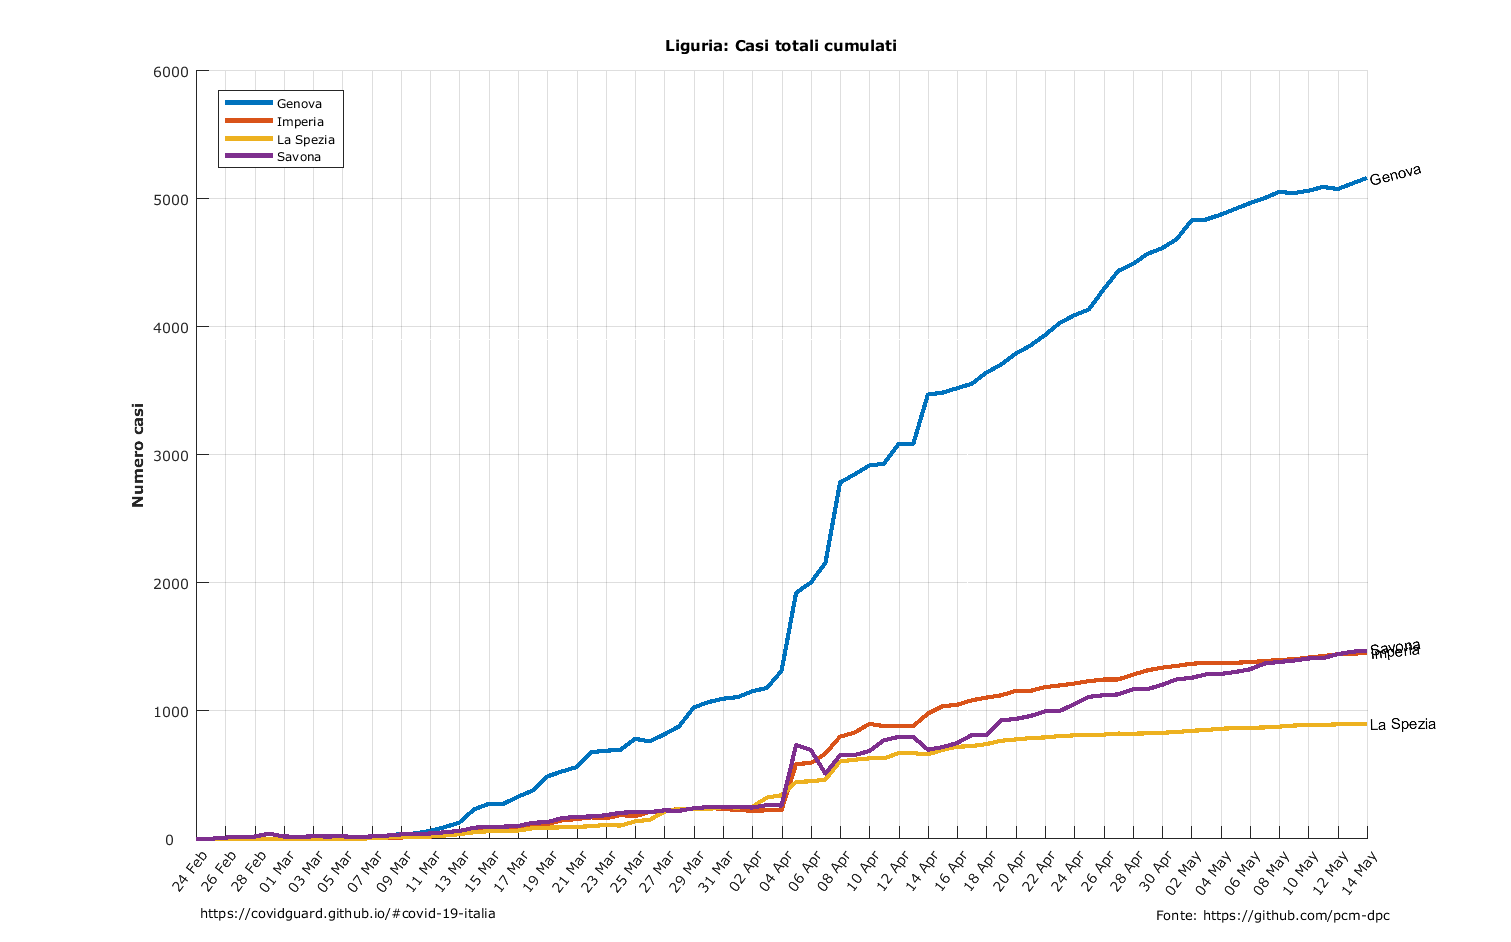 Liguria: Casi totali cumulati
6000
5000
4000
3000
2000
1000
0
Numero casi
Genova
Imperia
La Spezia
Savona
Genova
Savona
Imperia
La Spezia
24 Feb
26 Feb
28 Feb
01 Mar
03 Mar
05 Mar
07 Mar
09 Mar
11 Mar
13 Mar
15 Mar
17 Mar
19 Mar
21 Mar
23 Mar
25 Mar
27 Mar
29 Mar
31 Mar
02 Apr
04 Apr
06 Apr
08 Apr
10 Apr
12 Apr
14 Apr
16 Apr
18 Apr
20 Apr
22 Apr
24 Apr
26 Apr
28 Apr
30 Apr
02 May
04 May
06 May
08 May
10 May
12 May
14 May
https://covidguard.github.io/#covid-19-italia
Fonte: https://github.com/pcm-dpc